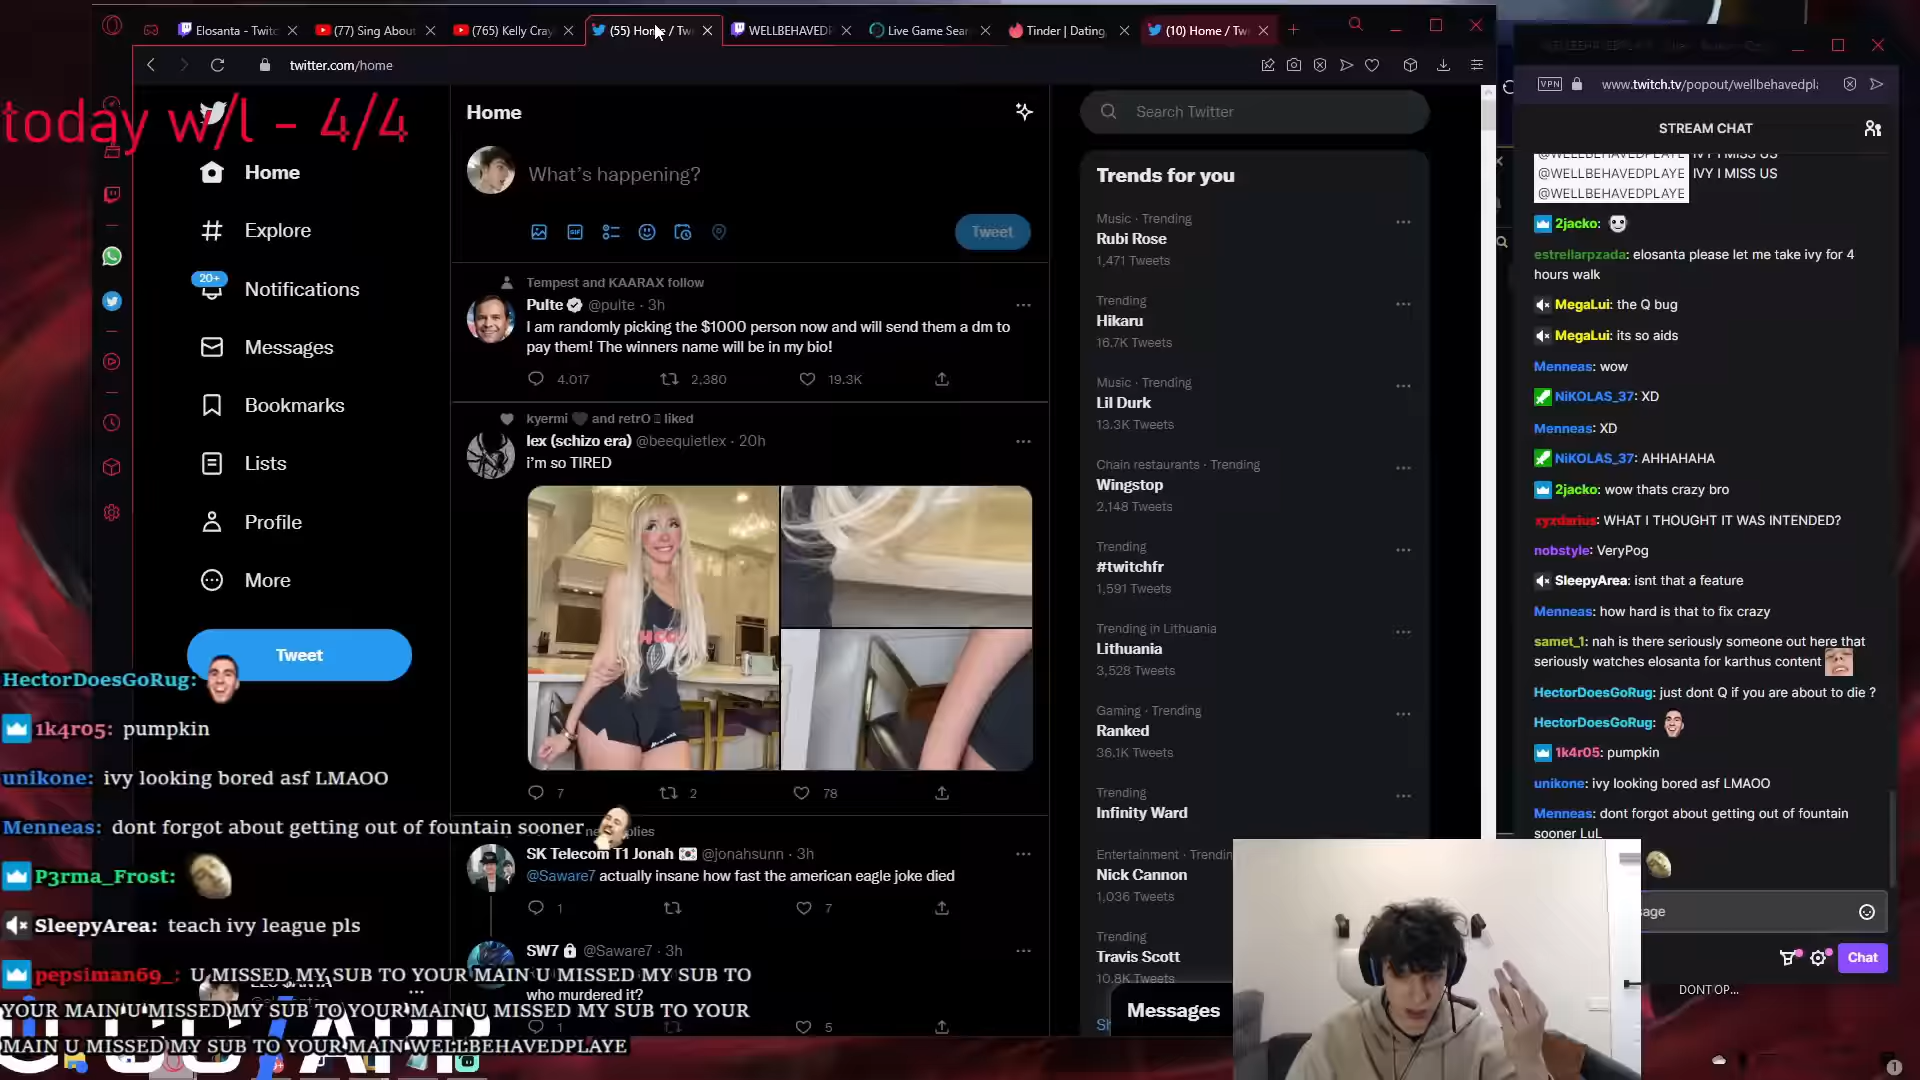 Elosanta - Twitc
(77) Sing About
(765) Kelly Cray
(55) Home / Tw
WELLBEHAVEDP
Live Game Sear
Tinder | Dating,
(10) Home / Tw
twitter.com/home
today w/l - 4/4
Home
Explore
20+
Notifications
Messages
Bookmarks
Lists
Profile
More
Tweet
Home
What's happening?
Tweet
Tempest and KAARAX follow
Pulte @pulte · 3h
I am randomly picking the $1000 person now and will send them a dm to
pay them! The winners name will be in my bio!
4.017 2,380 19.3K
kyermi and retrO liked
lex (schizo era) @beequietlex · 20h
i'm so TIRED
7 2 78
SK Telecom T1 Jonah @jonahsunn · 3h
@Saware7 actually insane how fast the american eagle joke died
1 7
SW7 @Saware7 · 3h
who murdered it?
1 5
Search Twitter
Trends for you
Music · Trending
Rubi Rose
1,471 Tweets
Trending
Hikaru
16.7K Tweets
Music · Trending
Lil Durk
13.3K Tweets
Chain restaurants · Trending
Wingstop
2,148 Tweets
Trending
#twitchfr
1,591 Tweets
Trending in Lithuania
Lithuania
3,528 Tweets
Gaming · Trending
Ranked
36.1K Tweets
Trending
Infinity Ward
Entertainment · Trendin
Nick Cannon
1,036 Tweets
Trending
Travis Scott
10.8K Tweets
Messages
HectorDoesGoRug:
1k4r05: pumpkin
unikone: ivy looking bored asf LMAOO
Menneas: dont forgot about getting out of fountain sooner
P3rma_Frost:
SleepyArea: teach ivy league pls
pepsiman69_: U MISSED MY SUB TO YOUR MAIN U MISSED MY SUB TO
YOUR MAIN U MISSED MY SUB TO YOUR MAIN U MISSED MY SUB TO YOUR
MAIN U MISSED MY SUB TO YOUR MAIN WELLBEHAVEDPLAYE
VPN www.twitch.tv/popout/wellbehavedpla
STREAM CHAT
@WELLBEHAVEDPLAYE IVY I MISS US
@WELLBEHAVEDPLAYE IVY I MISS US
@WELLBEHAVEDPLAYE
2jacko:
estrellarpzada: elosanta please let me take ivy for 4
hours walk
MegaLui: the Q bug
MegaLui: its so aids
Menneas: wow
NiKOLAS_37: XD
Menneas: XD
NiKOLAS_37: AHHAHAHA
2jacko: wow thats crazy bro
xyzdarius: WHAT I THOUGHT IT WAS INTENDED?
nobstyle: VeryPog
SleepyArea: isnt that a feature
Menneas: how hard is that to fix crazy
samet_1: nah is there seriously someone out here that
seriously watches elosanta for karthus content
HectorDoesGoRug: just dont Q if you are about to die ?
HectorDoesGoRug:
1k4r05: pumpkin
unikone: ivy looking bored asf LMAOO
Menneas: dont forgot about getting out of fountain
sooner LuL
sage
Chat
DONT OP...